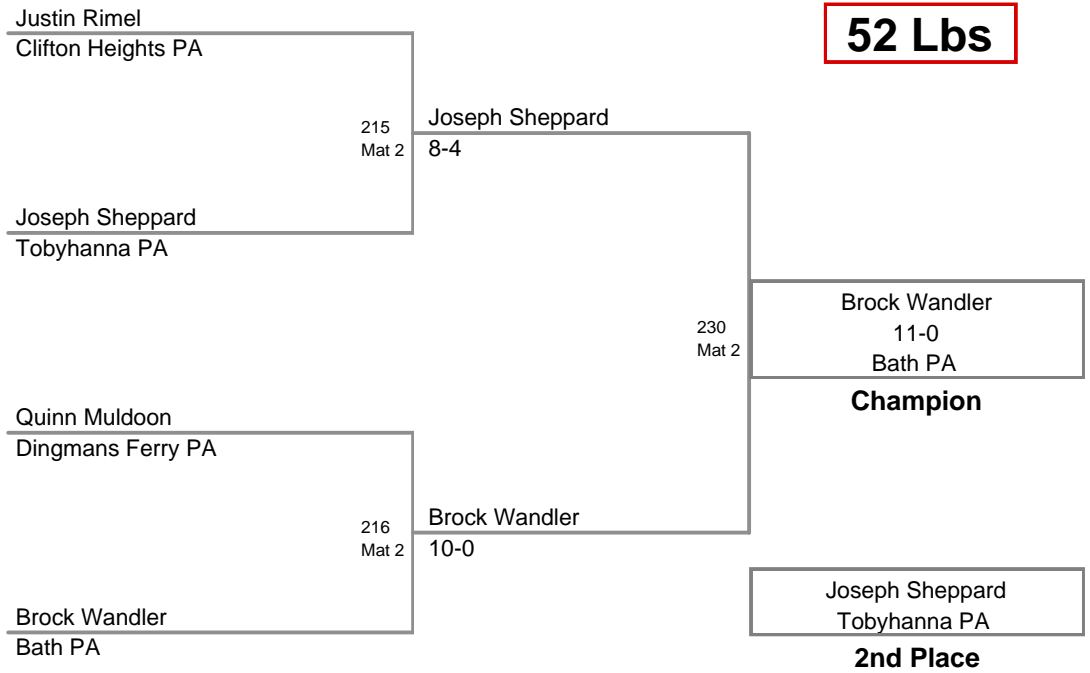 Justin Rimel
Clifton Heights PA
52 Lbs
215
Mat 2
Joseph Sheppard
8-4
Joseph Sheppard
Tobyhanna PA
230
Mat 2
Brock Wandler
11-0
Bath PA
Champion
Quinn Muldoon
Dingmans Ferry PA
216
Mat 2
Brock Wandler
10-0
Brock Wandler
Bath PA
Joseph Sheppard
Tobyhanna PA
2nd Place